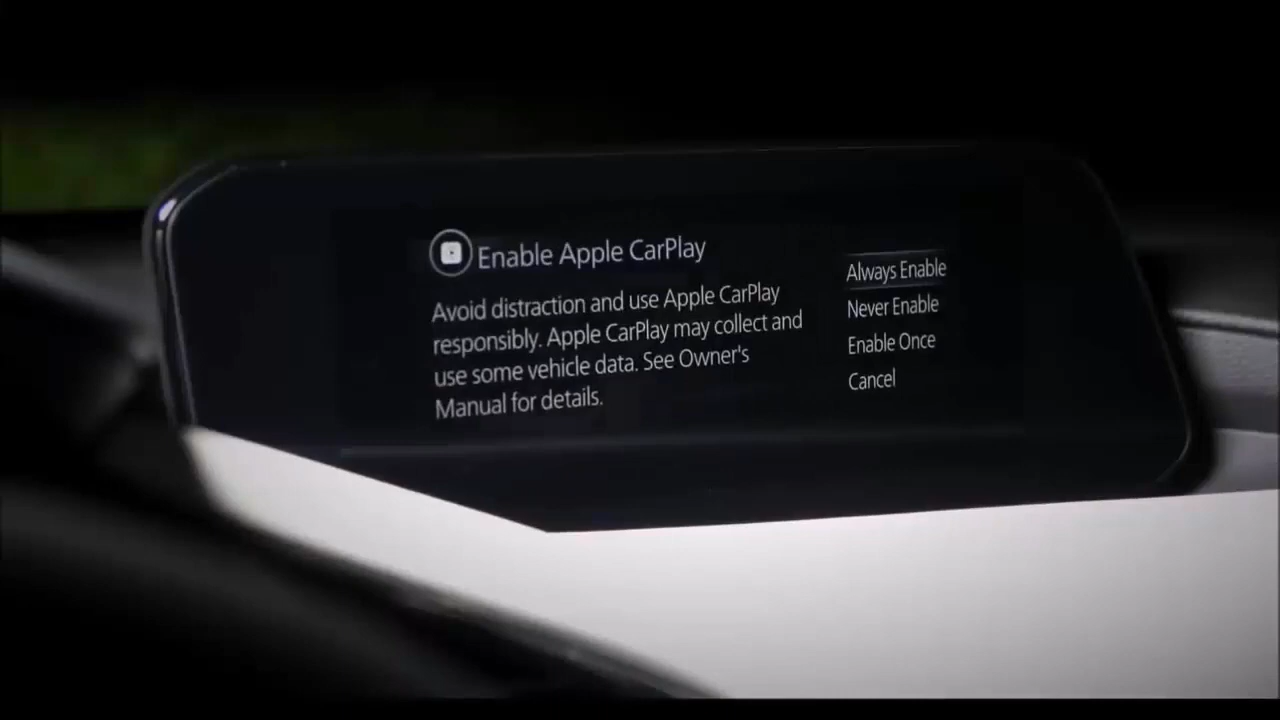 Enable Apple CarPlay
Avoid distraction and use Apple CarPlay
responsibly. Apple CarPlay may collect and
use some vehicle data. See Owner's
Manual for details.
Always Enable
Never Enable
Enable Once
Cancel